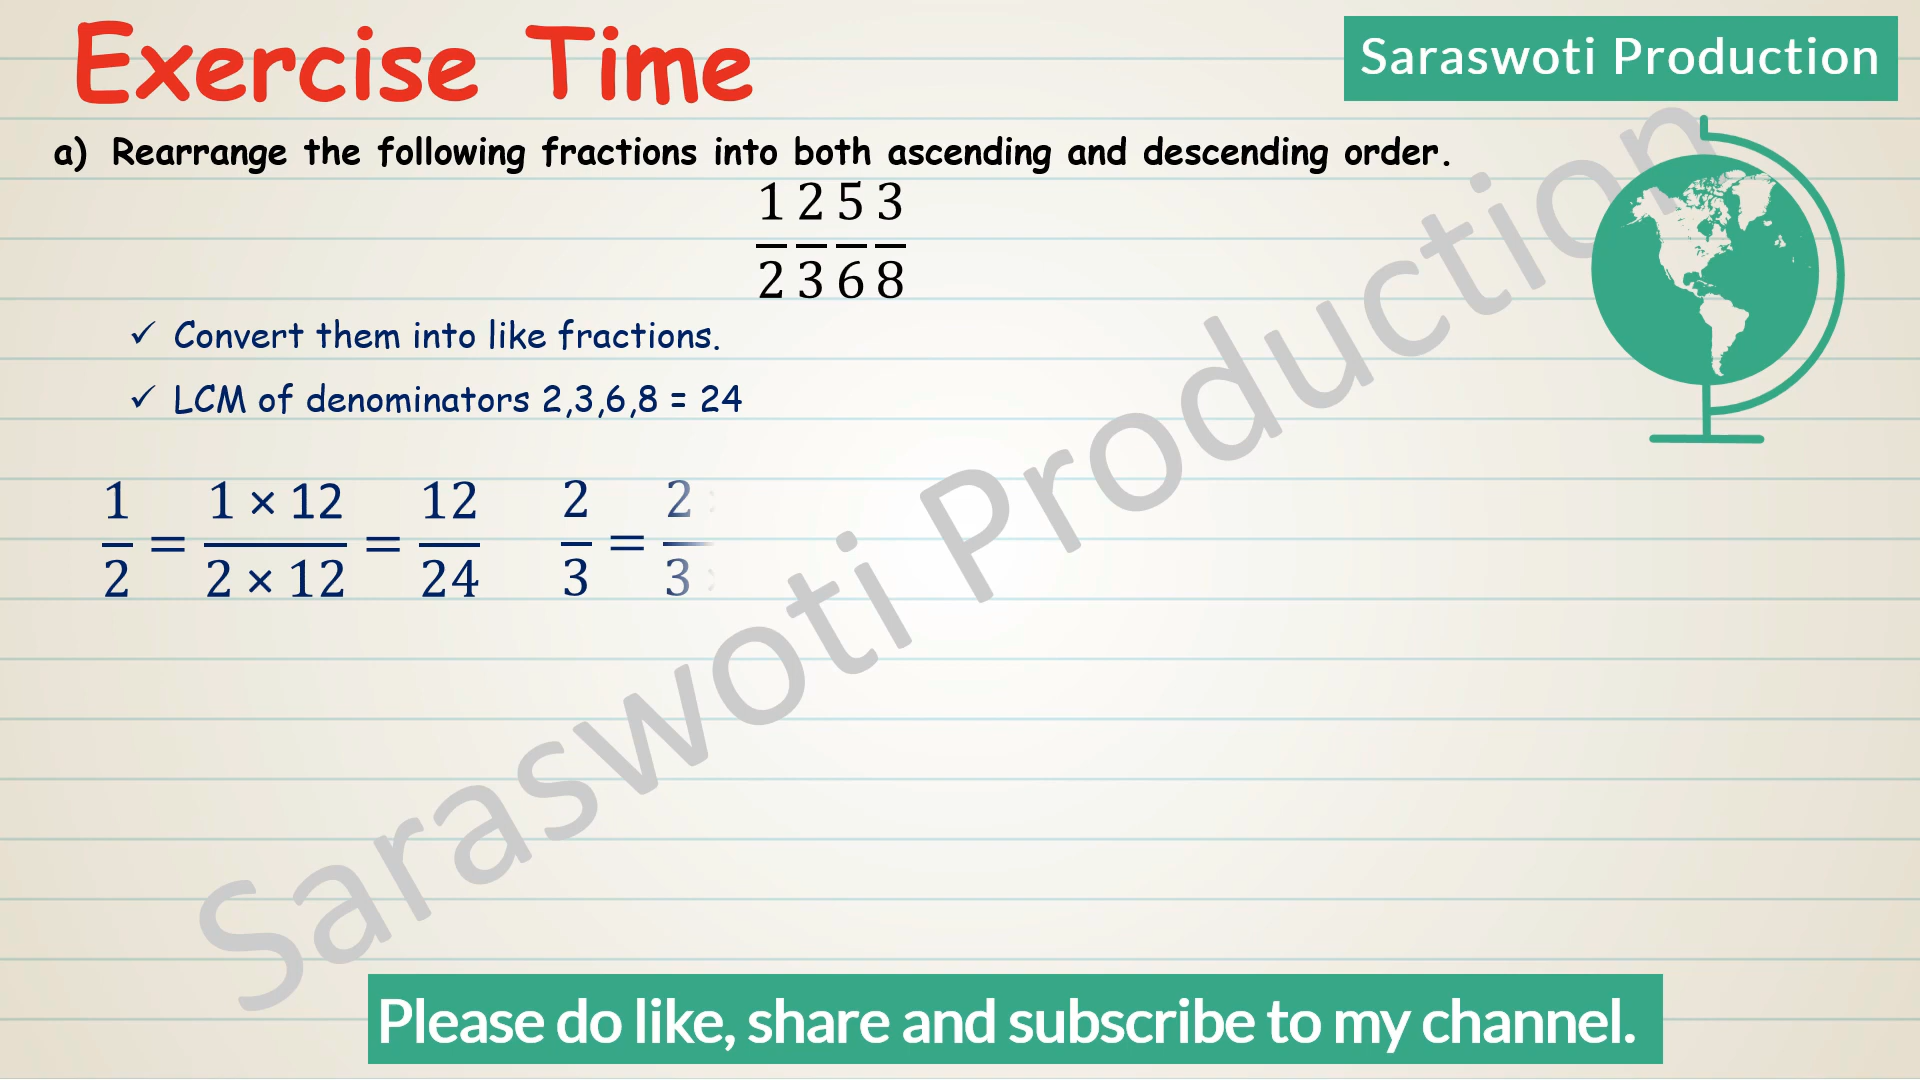 Exercise Time
Saraswoti Production
a) Rearrange the following fractions into both ascending and descending order.
1/2 2/3 5/6 3/8
✓ Convert them into like fractions.
✓ LCM of denominators 2,3,6,8 = 24
1/2 = (1 × 12)/(2 × 12) = 12/24 2/3 = 2/3
Saraswoti Production
Please do like, share and subscribe to my channel.